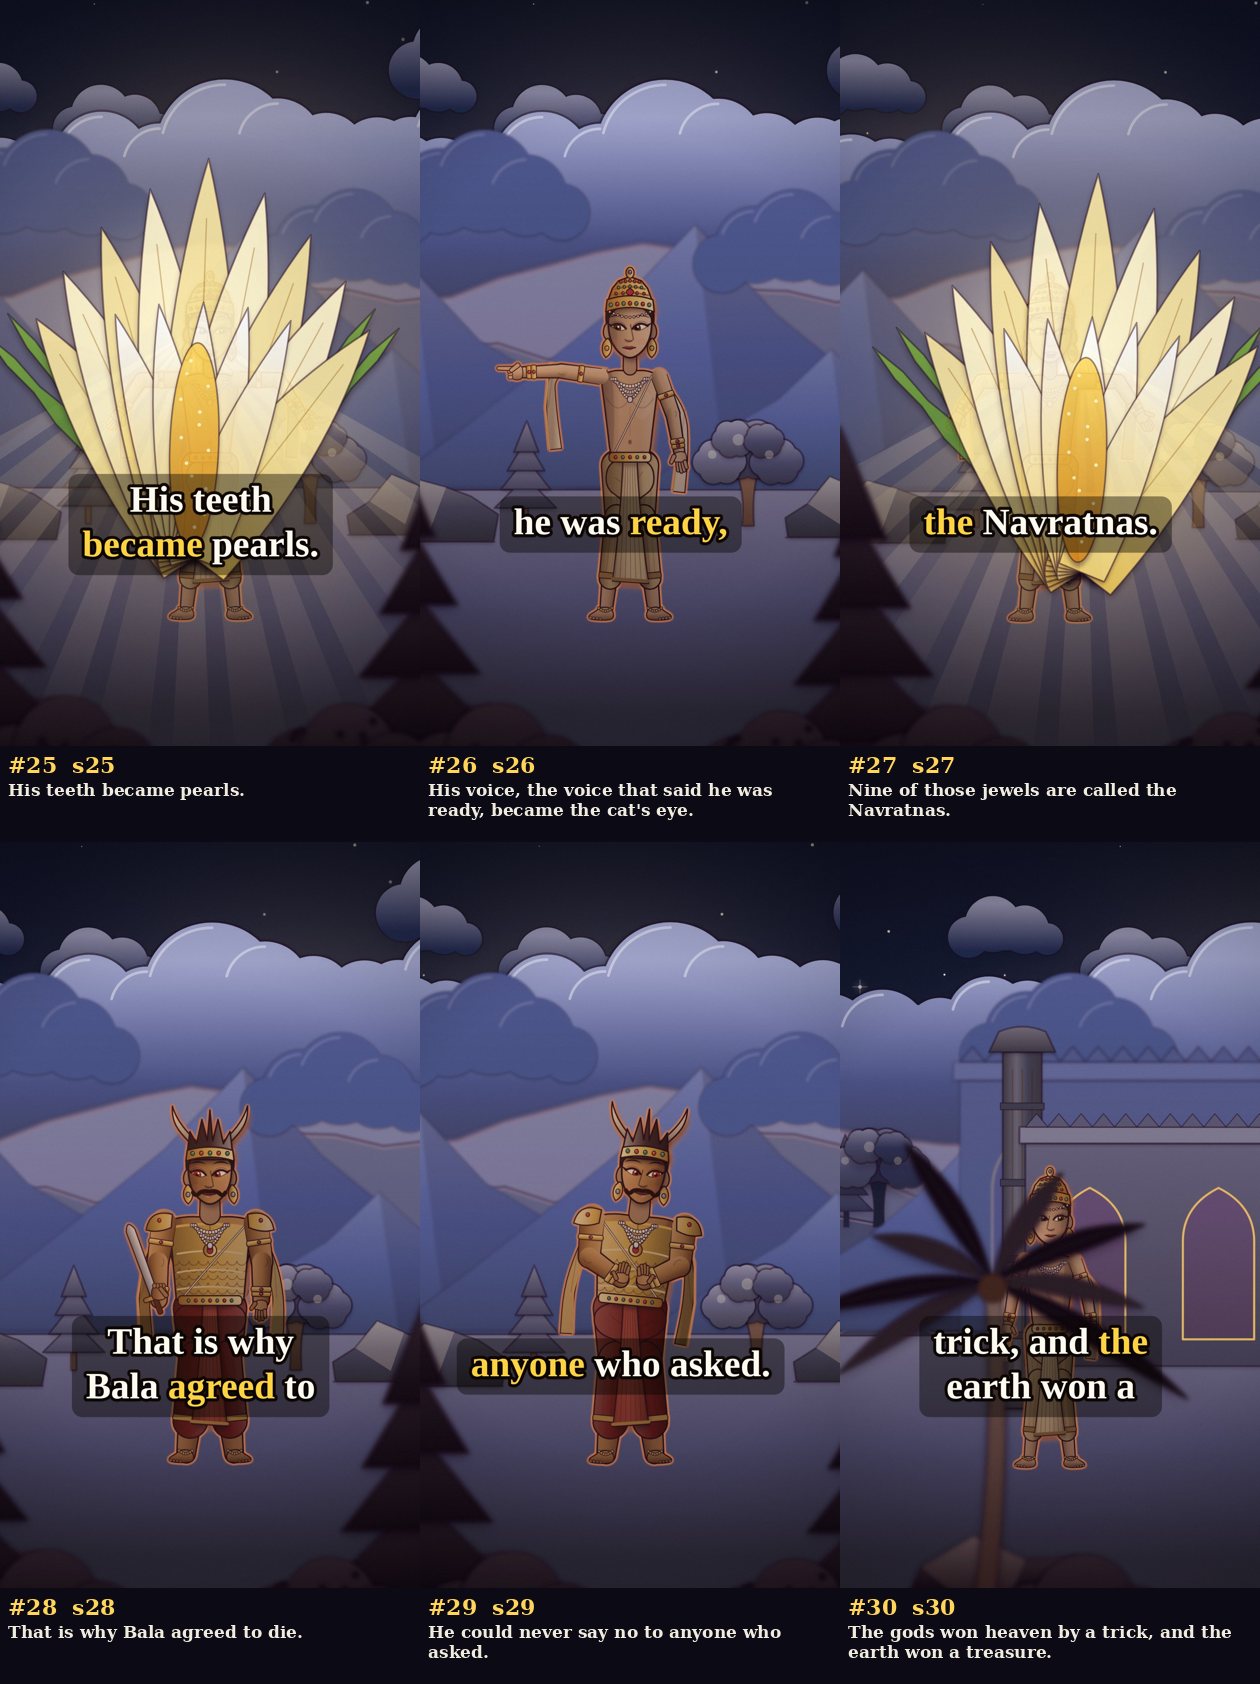 His teeth
became pearls.
he was ready,
the Navratnas.
#25 s25
His teeth became pearls.
#26 s26
His voice, the voice that said he was
ready, became the cat's eye.
#27 s27
Nine of those jewels are called the
Navratnas.
That is why
Bala agreed to
anyone who asked.
trick, and the
earth won a
#28 s28
That is why Bala agreed to die.
#29 s29
He could never say no to anyone who
asked.
#30 s30
The gods won heaven by a trick, and the
earth won a treasure.